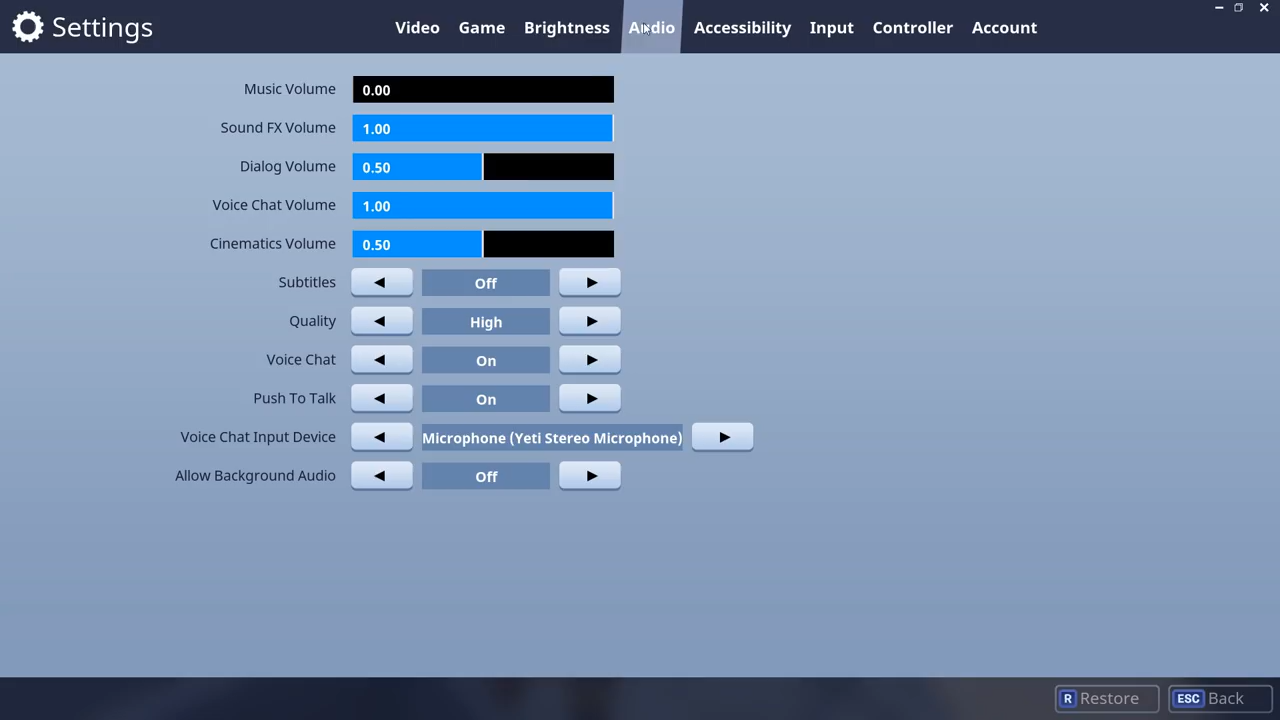 Settings
Video Game Brightness Audio Accessibility Input Controller Account
Music Volume 0.00
Sound FX Volume 1.00
Dialog Volume 0.50
Voice Chat Volume 1.00
Cinematics Volume 0.50
Subtitles Off
Quality High
Voice Chat On
Push To Talk On
Voice Chat Input Device Microphone (Yeti Stereo Microphone)
Allow Background Audio Off
R Restore ESC Back